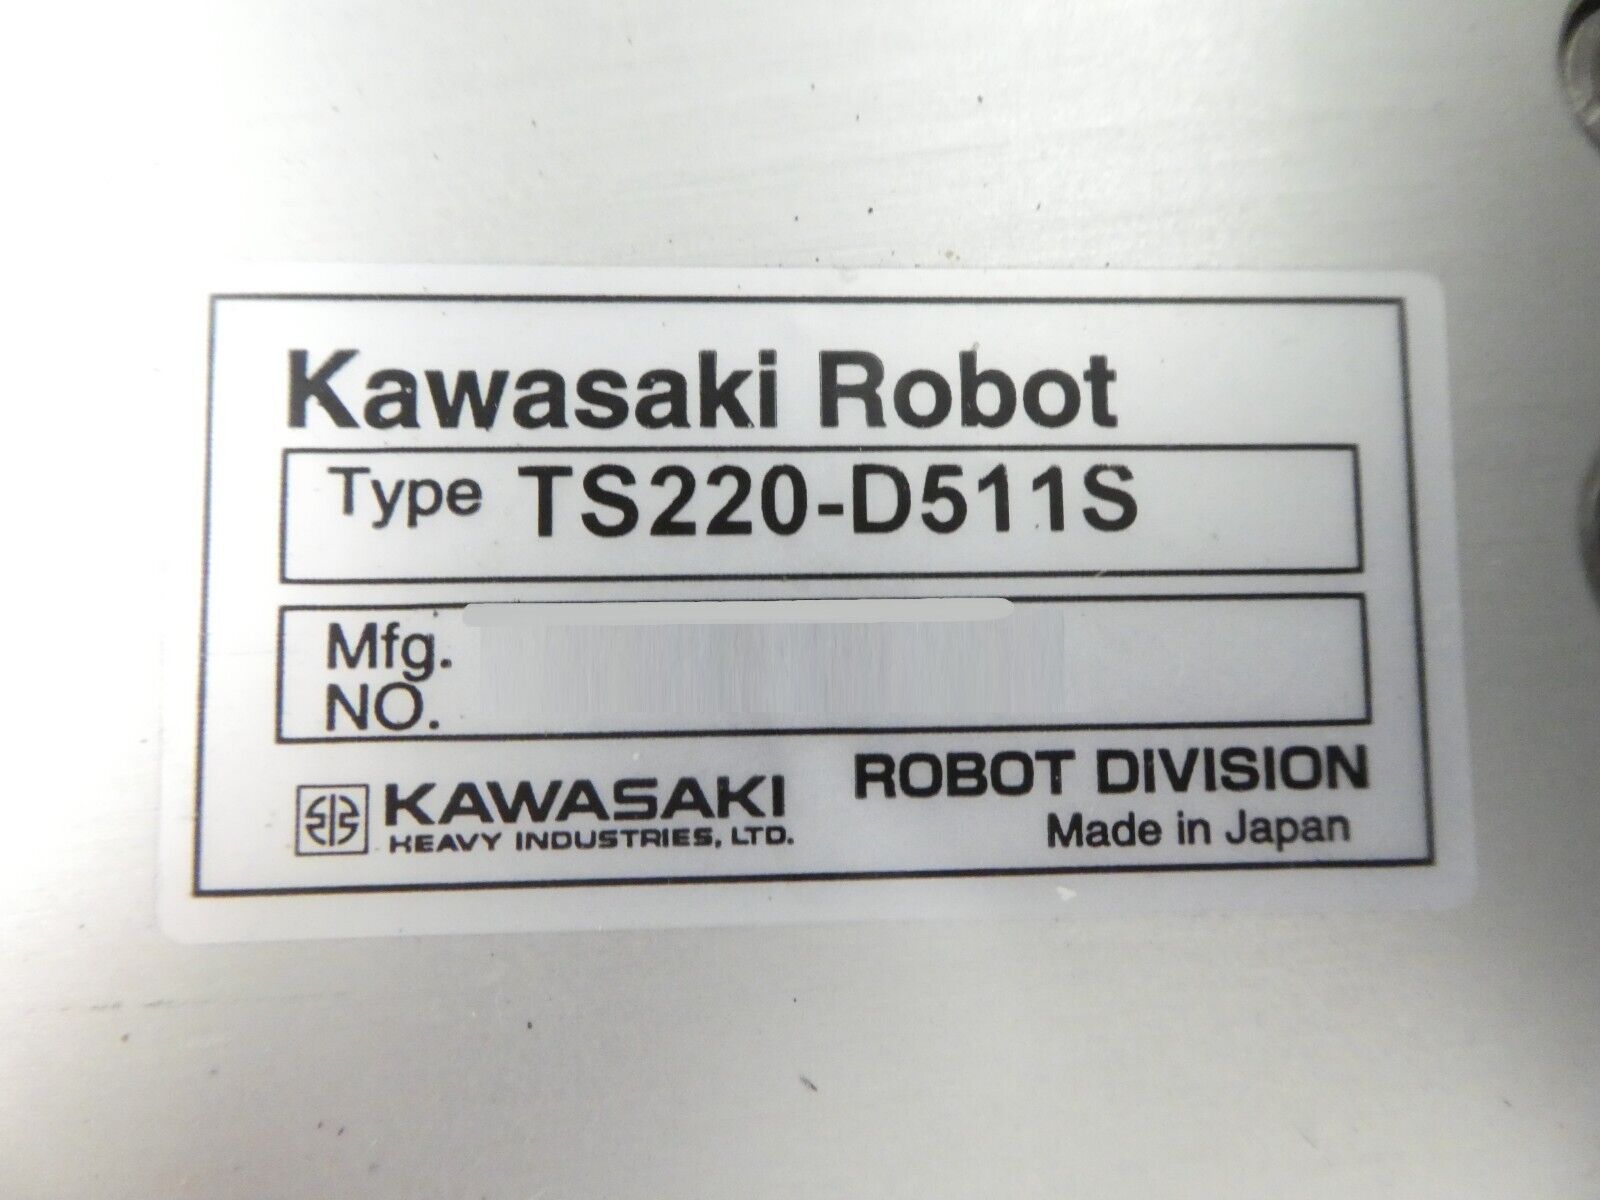 Kawasaki Robot
Type TS220-D511S
Mfg.
NO.
KAWASAKI
HEAVY INDUSTRIES, LTD.
ROBOT DIVISION
Made in Japan